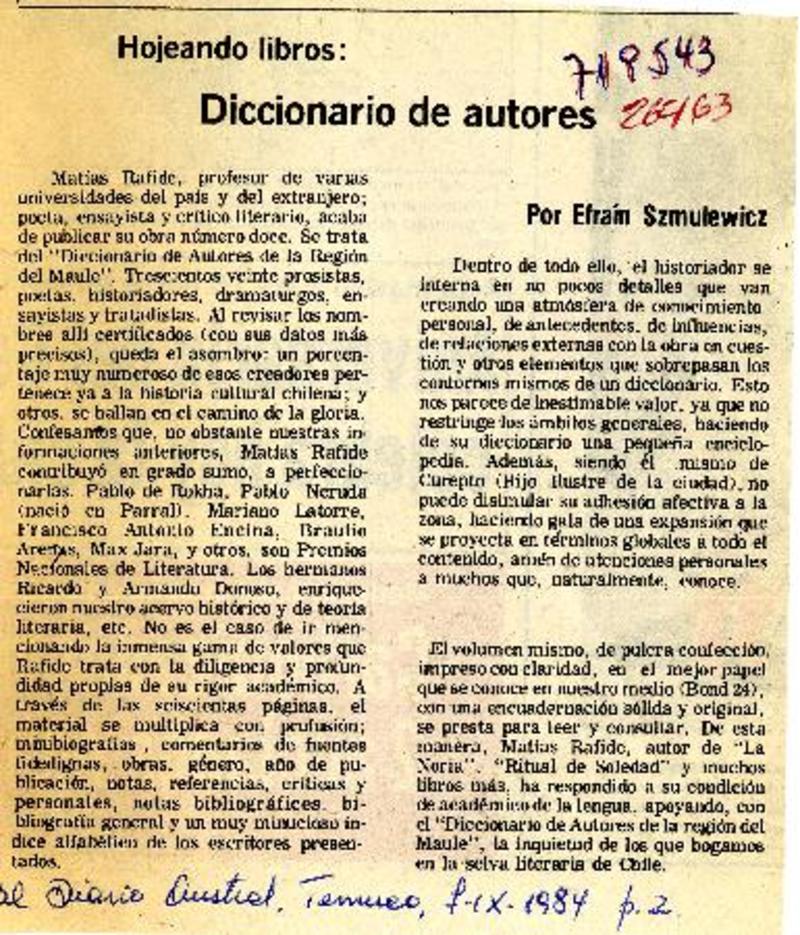 Hojeando libros:
718543
Diccionario de autores
Por Efraín Szmulewicz
Matías Rafide, profesor de varias
universidades del país y del extranjero;
poeta, ensayista y crítico literario, acaba
de publicar su obra número doce. Se trata
del "Diccionario de Autores de la Región
del Maule". Trescientos veinte prosistas,
poetas, historiadores, dramaturgos, en-
sayistas y tratadistas. Al revisar los nom-
bres allí certificados (con sus datos más
precisos), queda el asombro: un porcen-
taje muy numeroso de esos creadores per-
tenece ya a la historia cultural chilena; y
otros, se hallan en el camino de la gloria.
Confesamos que, no obstante nuestras in-
formaciones anteriores, Matías Rafide
contribuyó en grado sumo, a perfeccio-
narlas. Pablo de Rokha, Pablo Neruda
(nació en Parral), Mariano Latorre,
Francisco Antonio Encina, Braulio
Arenas, Max Jara, y otros, son Premios
Nacionales de Literatura. Los hermanos
Ricardo y Armando Donoso, enrique-
cieron nuestro acervo histórico y de teoría
literaria, etc. No es el caso de ir men-
cionando la inmensa gama de valores que
Rafide trata con la diligencia y profun-
didad propias de su rigor académico. A
través de las seiscientas páginas, el
material se multiplica con profusión;
minibiografías, comentarios de fuentes
fidedignas, obras, género, año de pu-
blicación, notas, referencias, críticas y
personales, notas bibliográficas, bi-
bliografía general y un muy minucioso ín-
dice alfabético de los escritores presen-
tados.
Dentro de todo ello, el historiador se
interna en no pocos detalles que van
creando una atmósfera de conocimiento
personal, de antecedentes, de influencias,
de relaciones externas con la obra en cues-
tión y otros elementos que sobrepasan los
contornos mismos de un diccionario. Esto
nos parece de inestimable valor, ya que no
restringe los ámbitos generales, haciendo
de su diccionario una pequeña enciclo-
pedia. Además, siendo él mismo de
Curepto (Hijo Ilustre de la ciudad), no
puede disimular su adhesión afectiva a la
zona, haciendo gala de una expansión que
se proyecta en términos globales a todo el
contenido, amén de atenciones personales
a muchos que, naturalmente, conoce.
El volumen mismo, de pulcra confección,
impreso con claridad, en el mejor papel
que se conoce en nuestro medio (Bond 24),
con una encuadernación sólida y original,
se presta para leer y consultar. De esta
manera, Matías Rafide, autor de "La
Noria", "Ritual de Soledad" y muchos
libros más, ha respondido a su condición
de académico de la lengua, apoyando, con
el "Diccionario de Autores de la región del
Maule", la inquietud de los que bogamos
en la selva literaria de Chile.
El Diario Austral, Temuco, 1-IX-1984 p. 2